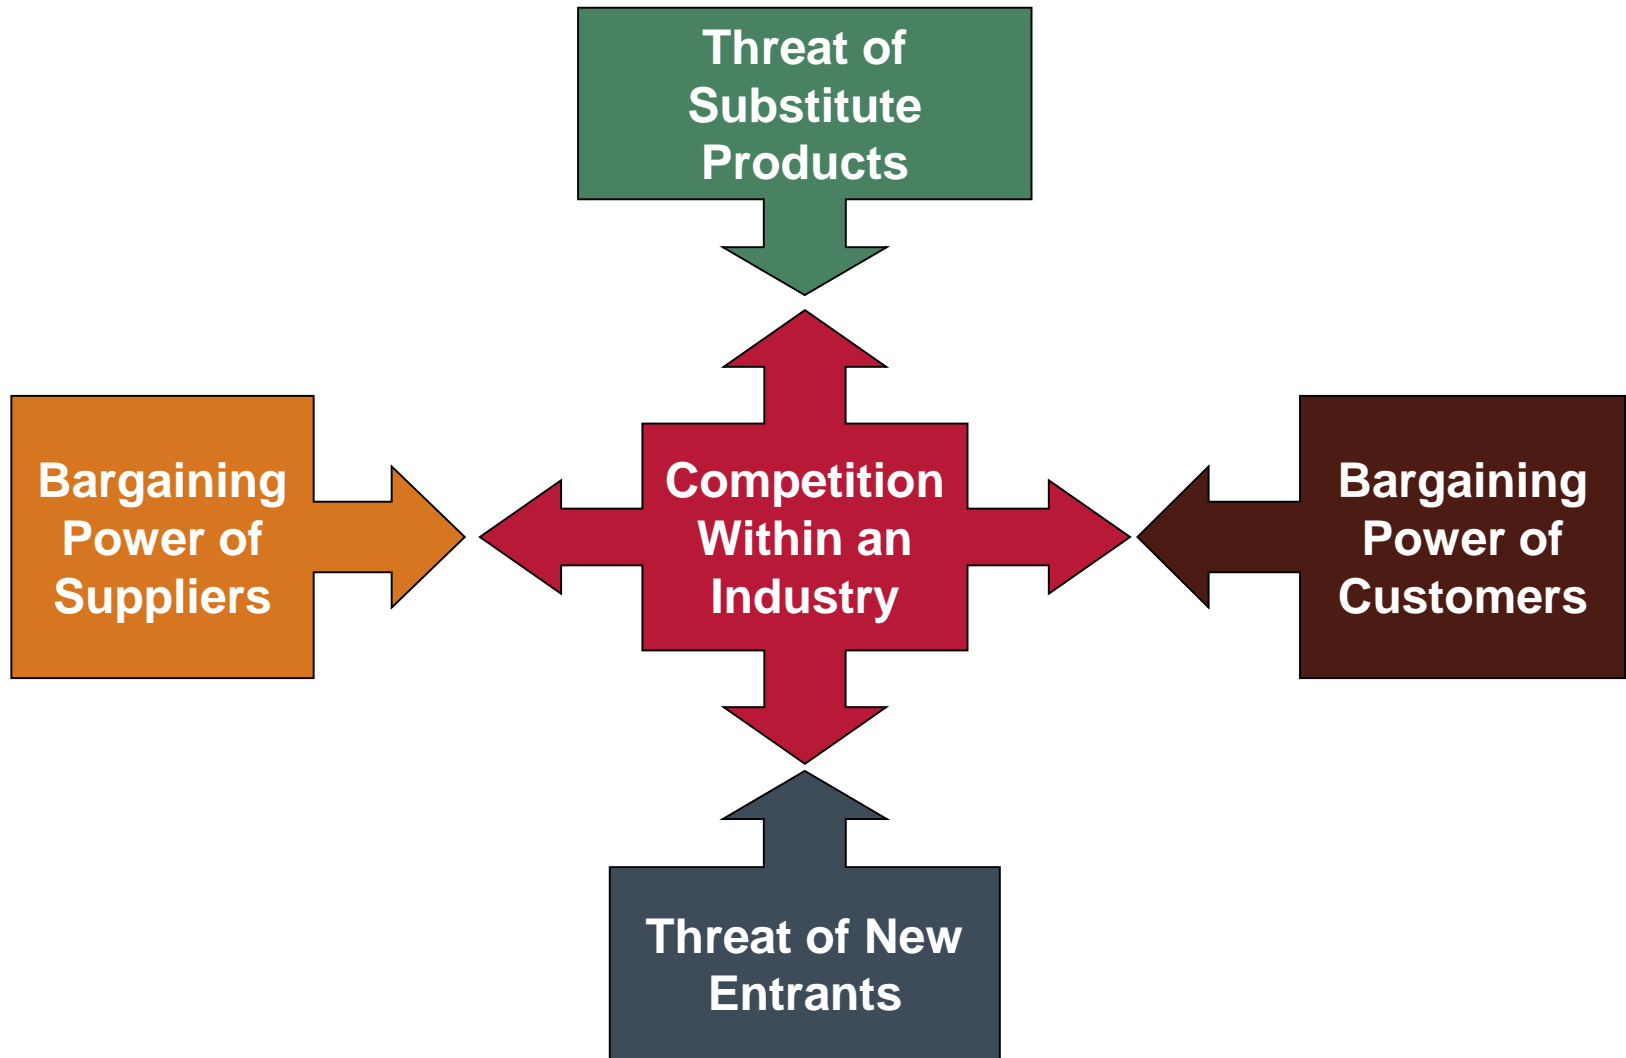 Threat of
Substitute
Products
Bargaining
Power of
Suppliers
Competition
Within an
Industry
Bargaining
Power of
Customers
Threat of New
Entrants